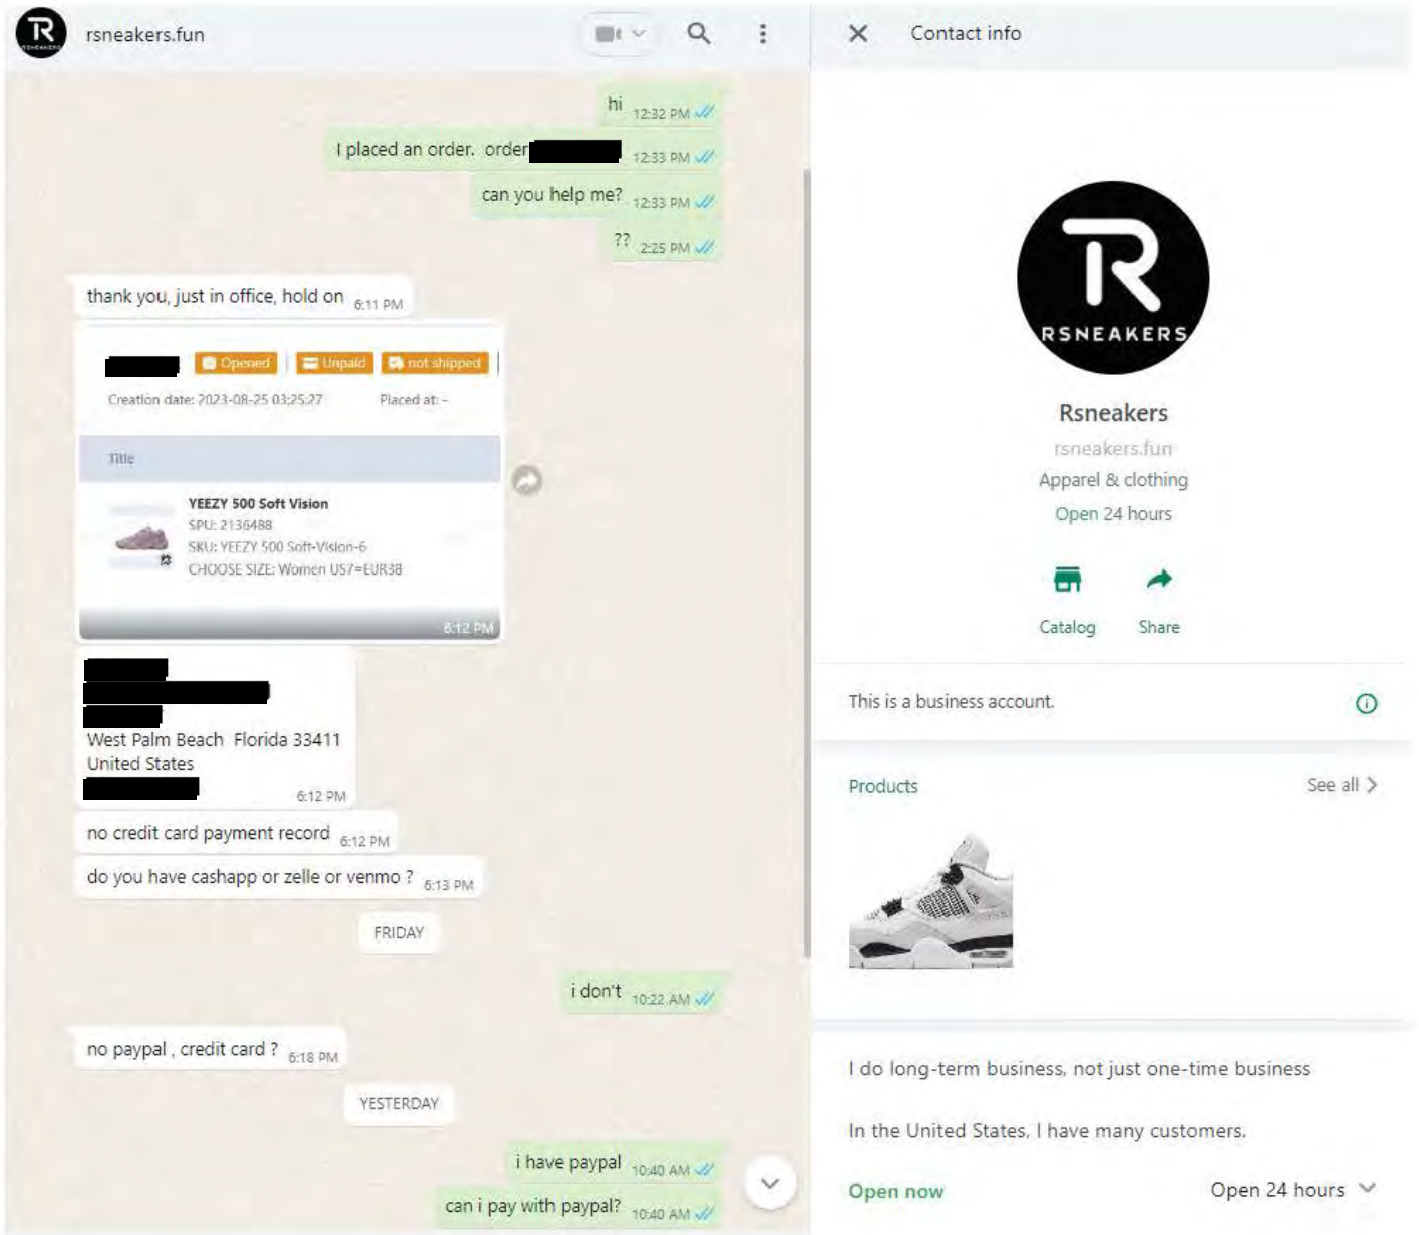 rsneakers.fun
hi 12:32 PM
I placed an order. order 12:33 PM
can you help me? 12:33 PM
?? 2:25 PM
thank you, just in office, hold on 6:11 PM
Opened Unpaid not shipped
Creation date: 2023-08-25 03:25:27 Placed at: -
Title
YEEZY 500 Soft Vision
SPU: 2136488
SKU: YEEZY 500 Soft-Vision-6
CHOOSE SIZE: Women US7=EUR38
6:12 PM
West Palm Beach Florida 33411
United States
6:12 PM
no credit card payment record 6:12 PM
do you have cashapp or zelle or venmo ? 6:13 PM
FRIDAY
i don't 10:22 AM
no paypal , credit card ? 6:18 PM
YESTERDAY
i have paypal 10:40 AM
can i pay with paypal? 10:40 AM
Contact info
R
RSNEAKERS
Rsneakers
rsneakers.fun
Apparel & clothing
Open 24 hours
Catalog Share
This is a business account.
Products See all
I do long-term business, not just one-time business
In the United States, I have many customers.
Open now Open 24 hours